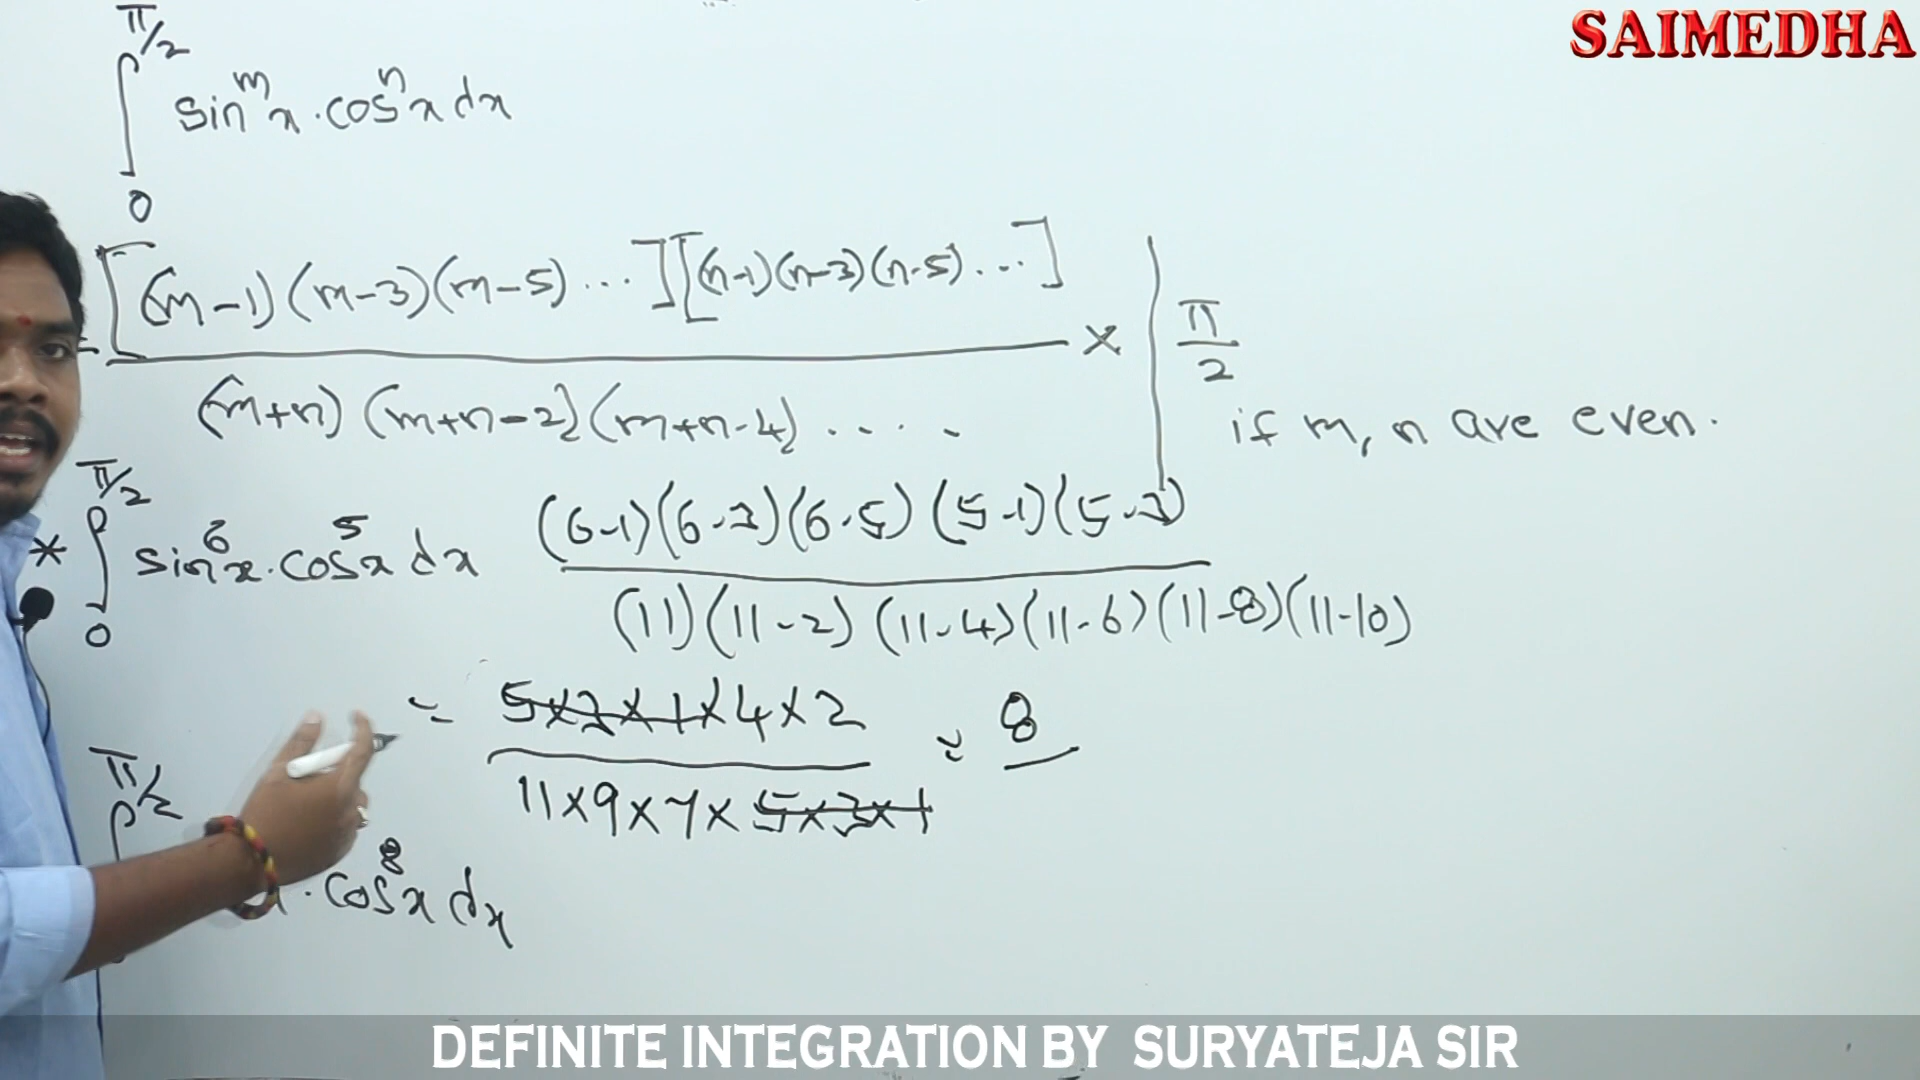 SAIMEDHA
∫₀^{π/2} sin^m x · cos^n x dx
[(m-1)(m-3)(m-5)...][(n-1)(n-3)(n-5)...] / (m+n)(m+n-2)(m+n-4).... × | π/2 if m, n are even.
* ∫₀^{π/2} sin^6 x · cos^5 x dx (6-1)(6-3)(6-5)(5-1)(5-3) / (11)(11-2)(11-4)(11-6)(11-8)(11-10)
= 5×3×1×4×2 / 11×9×7×5×3×1 = 8
∫^{π/2} · cos^8 x dx
DEFINITE INTEGRATION BY SURYATEJA SIR